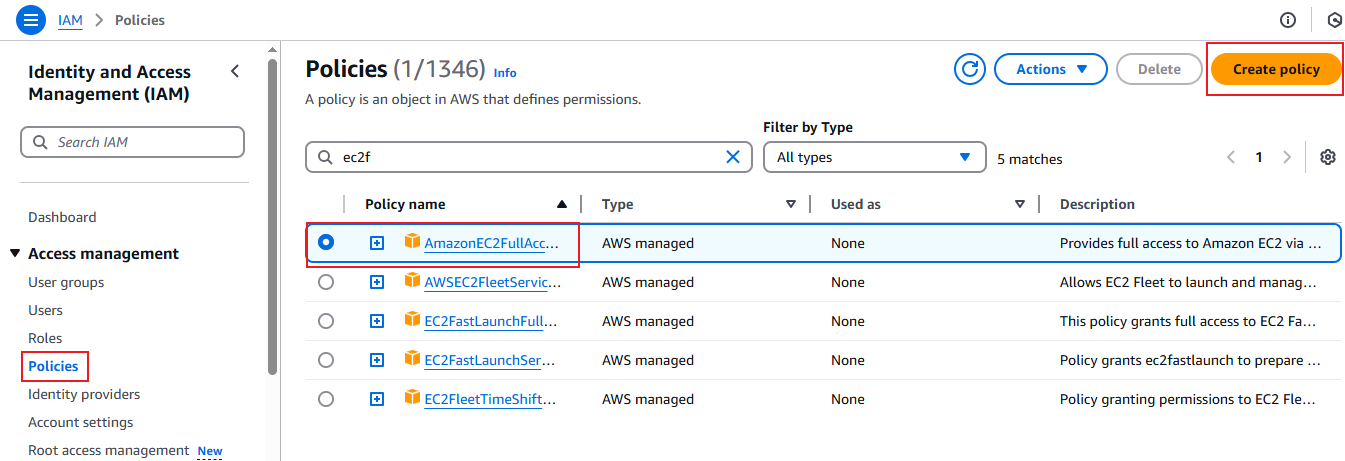 IAM > Policies
Identity and Access
Management (IAM)
Search IAM
Dashboard
Access management
User groups
Users
Roles
Policies
Identity providers
Account settings
Root access management New
Policies (1/1346) Info
Actions
Delete
Create policy
A policy is an object in AWS that defines permissions.
Filter by Type
ec2f
All types
5 matches
1
Policy name Type Used as Description
AmazonEC2FullAcc... AWS managed None Provides full access to Amazon EC2 via ...
AWSEC2FleetServic... AWS managed None Allows EC2 Fleet to launch and manag...
EC2FastLaunchFull... AWS managed None This policy grants full access to EC2 Fa...
EC2FastLaunchSer... AWS managed None Policy grants ec2fastlaunch to prepare ...
EC2FleetTimeShift... AWS managed None Policy granting permissions to EC2 Fle...